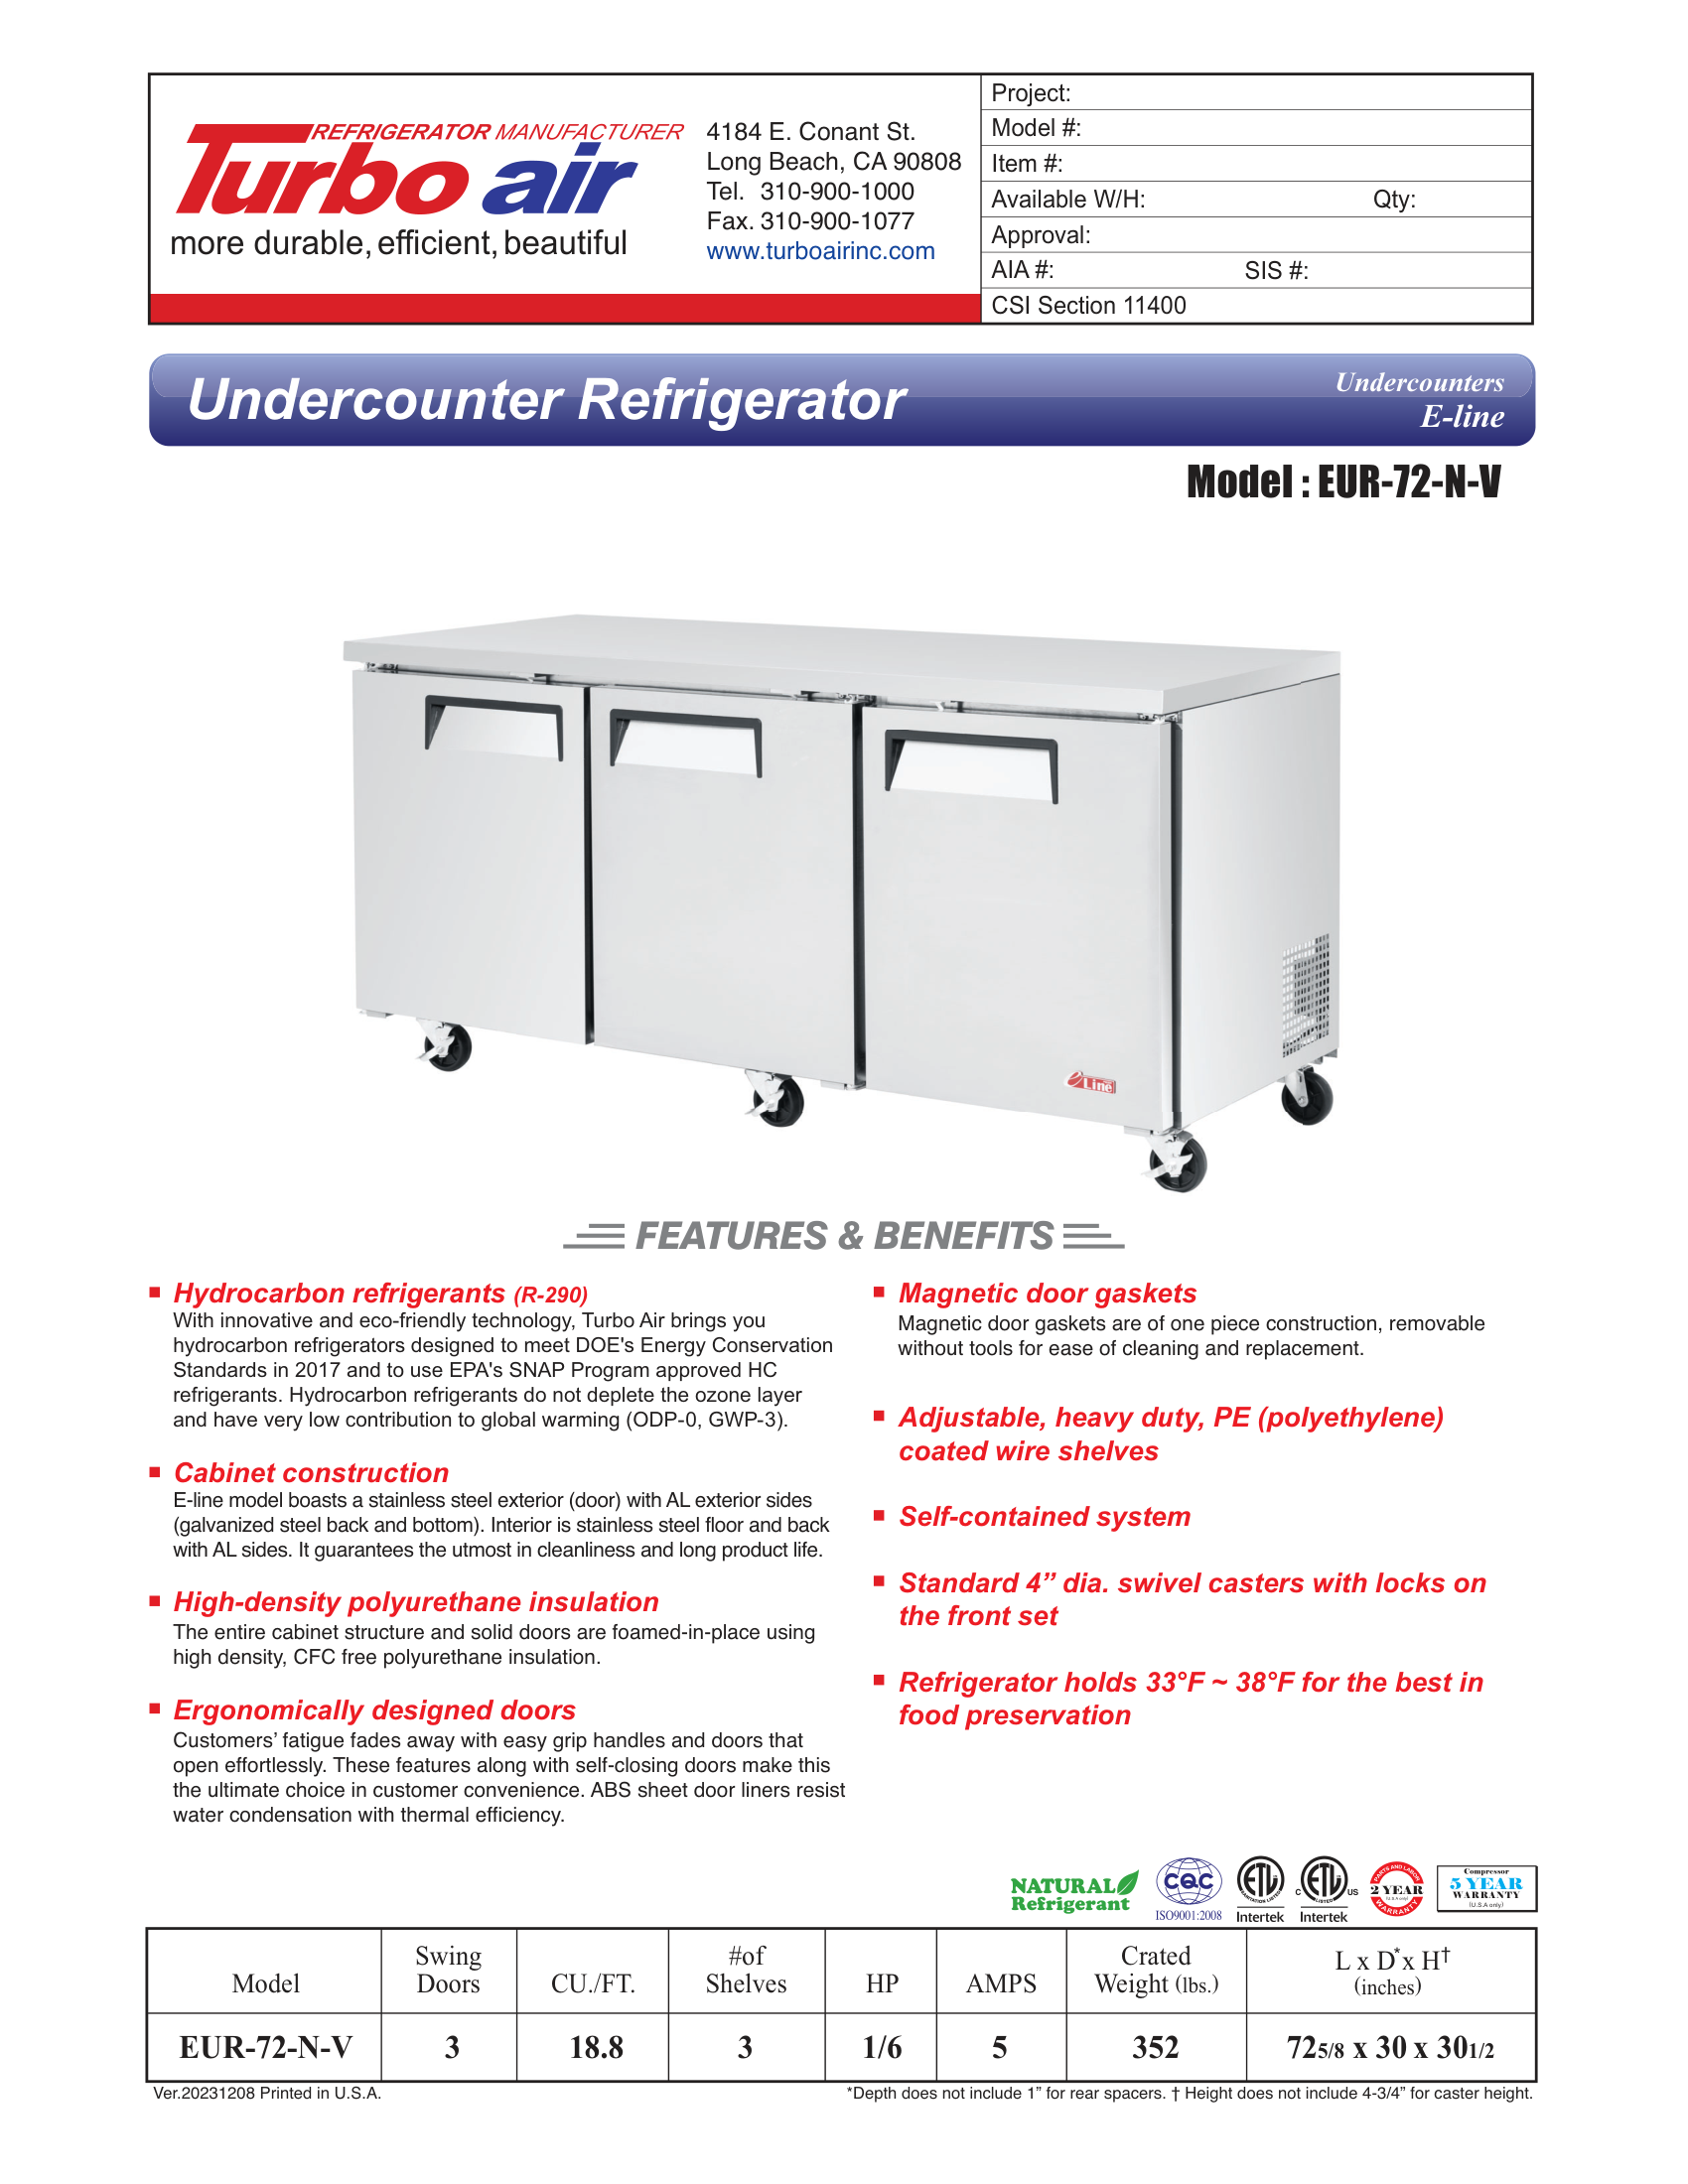 REFRIGERATOR MANUFACTURER
Turbo air
more durable, efficient, beautiful
4184 E. Conant St.
Long Beach, CA 90808
Tel. 310-900-1000
Fax. 310-900-1077
www.turboairinc.com
Project:
Model #:
Item #:
Available W/H: Qty:
Approval:
AIA #: SIS #:
CSI Section 11400
Undercounter Refrigerator
Undercounters
E-line
Model : EUR-72-N-V
e Line
FEATURES & BENEFITS
▪ Hydrocarbon refrigerants (R-290)
With innovative and eco-friendly technology, Turbo Air brings you
hydrocarbon refrigerators designed to meet DOE's Energy Conservation
Standards in 2017 and to use EPA's SNAP Program approved HC
refrigerants. Hydrocarbon refrigerants do not deplete the ozone layer
and have very low contribution to global warming (ODP-0, GWP-3).
▪ Cabinet construction
E-line model boasts a stainless steel exterior (door) with AL exterior sides
(galvanized steel back and bottom). Interior is stainless steel floor and back
with AL sides. It guarantees the utmost in cleanliness and long product life.
▪ High-density polyurethane insulation
The entire cabinet structure and solid doors are foamed-in-place using
high density, CFC free polyurethane insulation.
▪ Ergonomically designed doors
Customers’ fatigue fades away with easy grip handles and doors that
open effortlessly. These features along with self-closing doors make this
the ultimate choice in customer convenience. ABS sheet door liners resist
water condensation with thermal efficiency.
▪ Magnetic door gaskets
Magnetic door gaskets are of one piece construction, removable
without tools for ease of cleaning and replacement.
▪ Adjustable, heavy duty, PE (polyethylene)
coated wire shelves
▪ Self-contained system
▪ Standard 4” dia. swivel casters with locks on
the front set
▪ Refrigerator holds 33°F ~ 38°F for the best in
food preservation
NATURAL
Refrigerant
CQC
ISO9001:2008
ETL
SANITATION LISTED
Intertek
C ETL US
LISTED
Intertek
PARTS AND LABOR
2 YEAR
(U.S.A only)
WARRANTY
Compressor
5 YEAR
WARRANTY
(U.S.A only)
Model Swing Doors CU./FT. #of Shelves HP AMPS Crated Weight (lbs.) L x D* x H† (inches)
EUR-72-N-V 3 18.8 3 1/6 5 352 72 5/8 x 30 x 30 1/2
Ver.20231208 Printed in U.S.A.
*Depth does not include 1” for rear spacers. † Height does not include 4-3/4” for caster height.